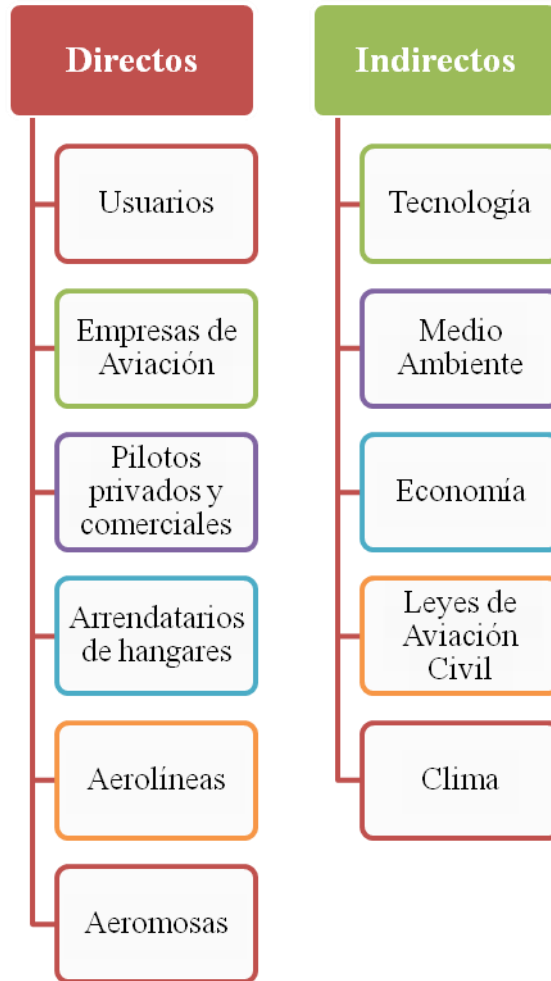 Directos
Usuarios
Empresas de
Aviación
Pilotos
privados y
comerciales
Arrendatarios
de hangares
Aerolíneas
Aeromosas
Indirectos
Tecnología
Medio
Ambiente
Economía
Leyes de
Aviación
Civil
Clima